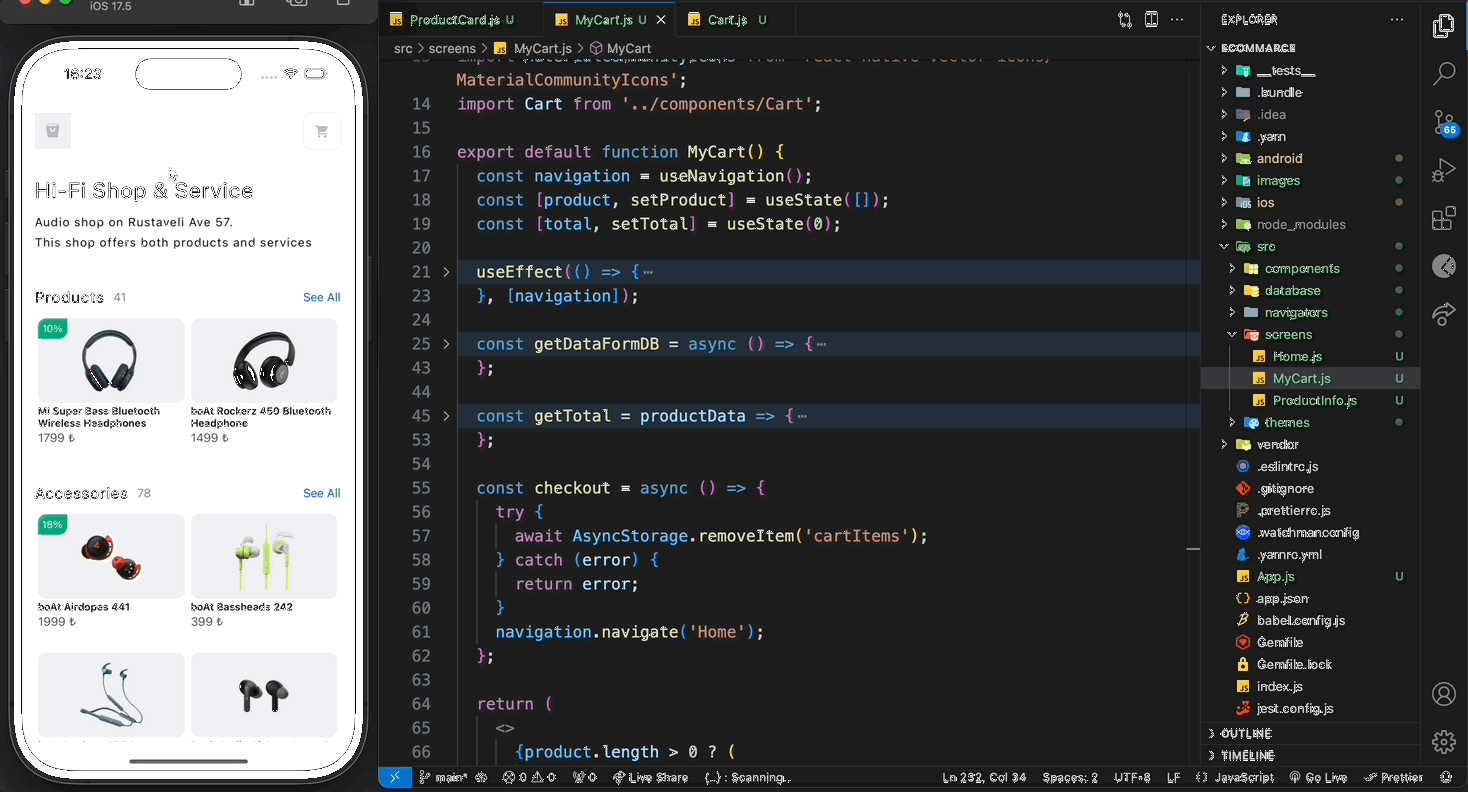 iOS 17.5
16:23
Hi-Fi Shop & Service
Audio shop on Rustaveli Ave 57.
This shop offers both products and services
Products 41 See All
10%
Mi Super Bass Bluetooth Wireless Headphones
1799 ₺
boAt Rockerz 450 Bluetooth Headphone
1499 ₺
Accessories 78 See All
18%
boAt Airdopes 441
1999 ₺
boAt Bassheads 242
399 ₺
ProductCard.js U
MyCart.js U
Cart.js U
src > screens > MyCart.js > MyCart
MaterialCommunityIcons';
14 import Cart from '../components/Cart';
15
16 export default function MyCart() {
17 const navigation = useNavigation();
18 const [product, setProduct] = useState([]);
19 const [total, setTotal] = useState(0);
20
21 useEffect(() => {⋯
23 }, [navigation]);
24
25 const getDataFormDB = async () => {⋯
43 };
44
45 const getTotal = productData => {⋯
53 };
54
55 const checkout = async () => {
56 try {
57 await AsyncStorage.removeItem('cartItems');
58 } catch (error) {
59 return error;
60 }
61 navigation.navigate('Home');
62 };
63
64 return (
65 <>
66 {product.length > 0 ? (
main* 0 0 0 Live Share {..} : Scanning.. Ln 232, Col 34 Spaces: 2 UTF-8 LF {} JavaScript Go Live Prettier
EXPLORER
ECOMMARCE
__tests__
.bundle
.idea
.yarn
android
images
ios
node_modules
src
components
database
navigators
screens
Home.js U
MyCart.js U
ProductInfo.js U
themes
vendor
.eslintrc.js
.gitignore
.prettierrc.js
.watchmanconfig
.yarnrc.yml
App.js U
app.json
babel.config.js
Gemfile
Gemfile.lock
index.js
jest.config.js
OUTLINE
TIMELINE
65